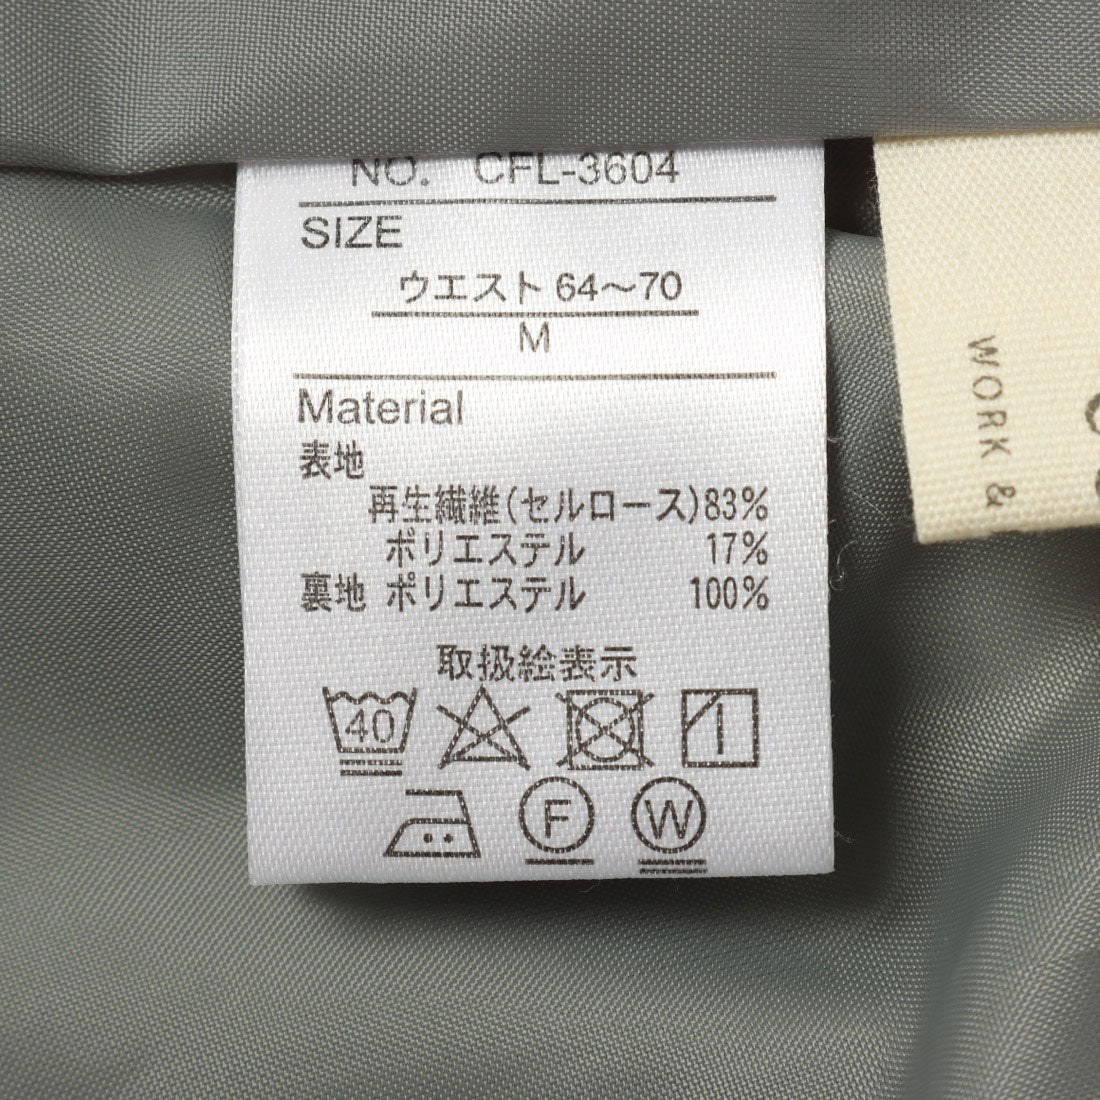 NO. CFL-3604
SIZE
ウエスト 64～70
M
Material
表地
再生繊維(セルロース)83%
ポリエステル 17%
裏地 ポリエステル 100%
取扱絵表示
40
F
W
WORK &